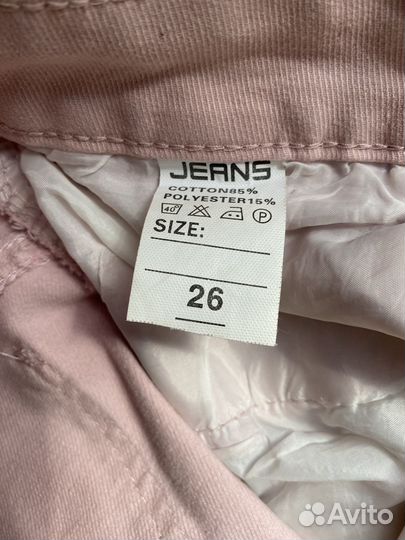 JEANS
COTTON85%
POLYESTER15%
40° P
SIZE:
26
Avito